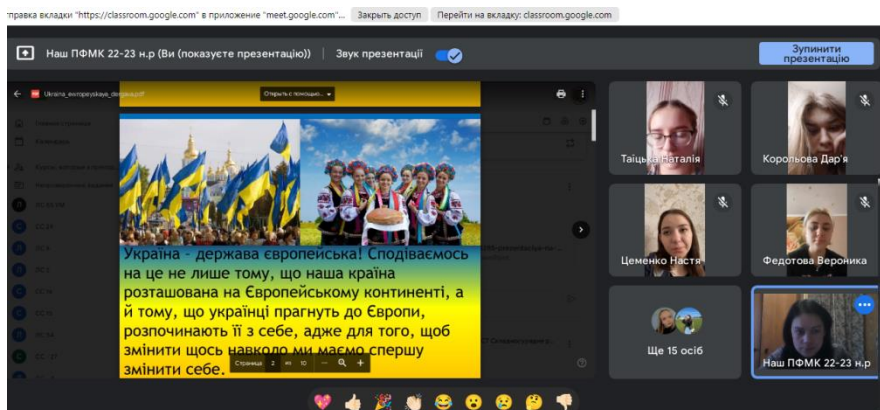 правка вкладки "https://classroom.google.com" в приложение "meet.google.com"... Закрыть доступ Перейти на вкладку: classroom.google.com
Наш ПФМК 22-23 н.р (Ви (показуєте презентацію)) Звук презентації
Зупинити
презентацію
Открыть с помощью...
Україна - держава європейська! Сподіваємось
на це не лише тому, що наша країна
розташована на Європейському континенті, а
й тому, що українці прагнуть до Європи,
розпочинають її з себе, адже для того, щоб
змінити щось навколо ми маємо спершу
змінити себе.
Страница 2 из 10
Таїцька Наталія
Корольова Дар'я
Цеменко Настя
Федотова Вероника
Ще 15 осіб
Наш ПФМК 22-23 н.р